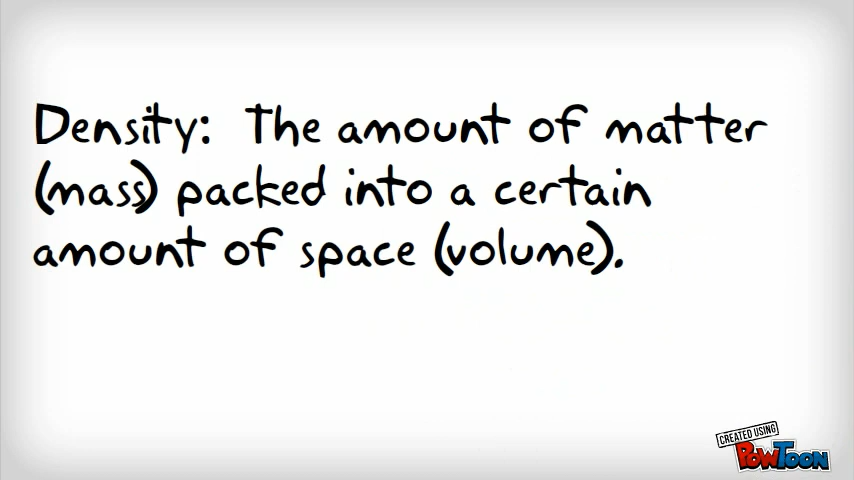 Density:  The amount of matter
(mass) packed into a certain
amount of space (volume).
CREATED USING
POWTOON